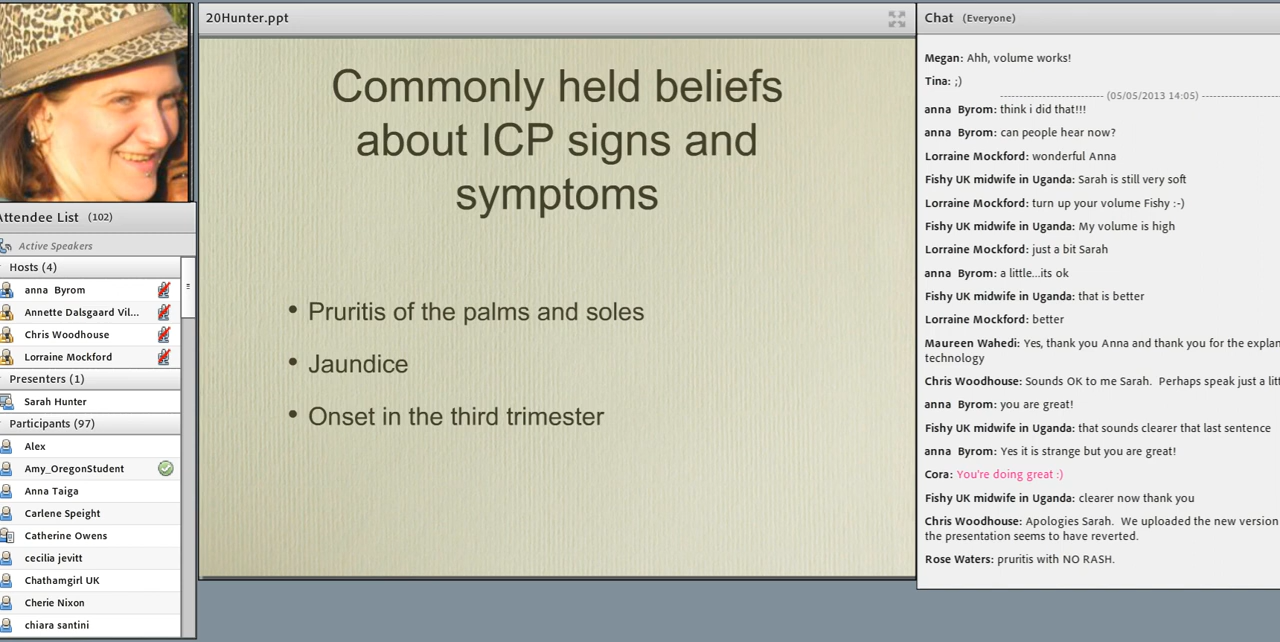 20Hunter.ppt
Commonly held beliefs
about ICP signs and
symptoms
• Pruritis of the palms and soles
• Jaundice
• Onset in the third trimester
Attendee List (102)
Active Speakers
Hosts (4)
anna Byrom
Annette Dalsgaard Vil...
Chris Woodhouse
Lorraine Mockford
Presenters (1)
Sarah Hunter
Participants (97)
Alex
Amy_OregonStudent
Anna Taiga
Carlene Speight
Catherine Owens
cecilia jevitt
Chathamgirl UK
Cherie Nixon
chiara santini
Chat (Everyone)
Megan: Ahh, volume works!
Tina: ;)
(05/05/2013 14:05)
anna Byrom: think i did that!!!
anna Byrom: can people hear now?
Lorraine Mockford: wonderful Anna
Fishy UK midwife in Uganda: Sarah is still very soft
Lorraine Mockford: turn up your volume Fishy :-)
Fishy UK midwife in Uganda: My volume is high
Lorraine Mockford: just a bit Sarah
anna Byrom: a little...its ok
Fishy UK midwife in Uganda: that is better
Lorraine Mockford: better
Maureen Wahedi: Yes, thank you Anna and thank you for the explan
technology
Chris Woodhouse: Sounds OK to me Sarah. Perhaps speak just a litt
anna Byrom: you are great!
Fishy UK midwife in Uganda: that sounds clearer that last sentence
anna Byrom: Yes it is strange but you are great!
Cora: You're doing great :)
Fishy UK midwife in Uganda: clearer now thank you
Chris Woodhouse: Apologies Sarah. We uploaded the new version
the presentation seems to have reverted.
Rose Waters: pruritis with NO RASH.